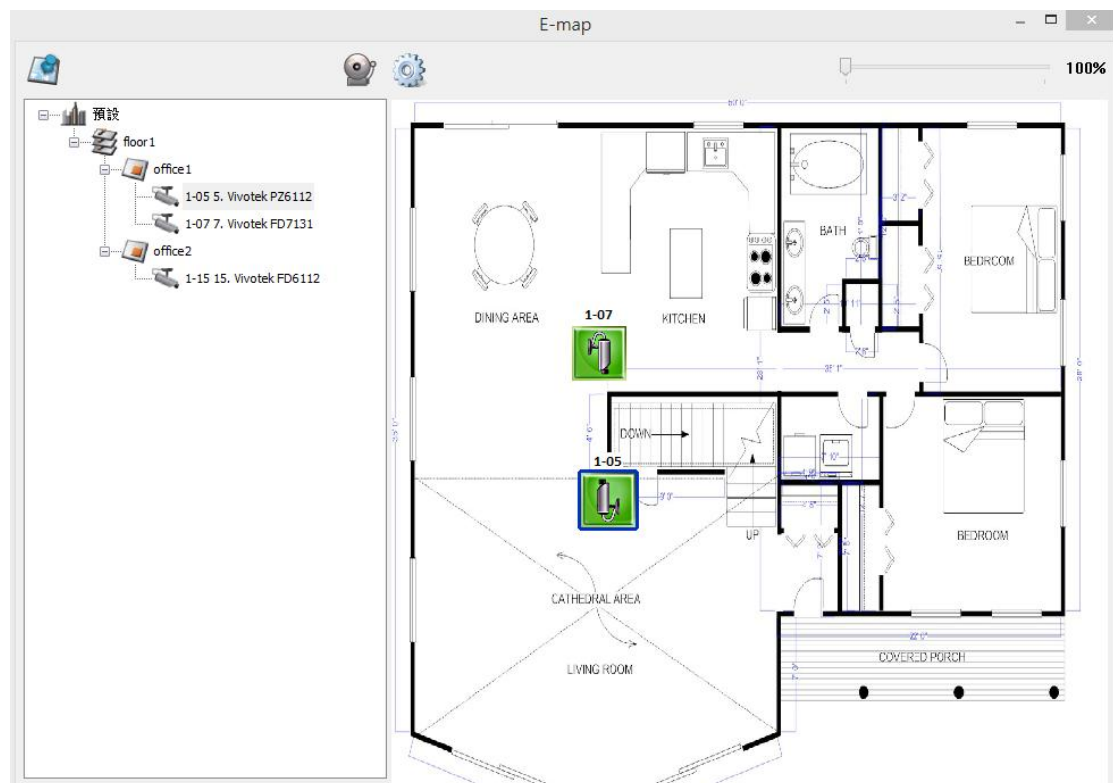 E-map
100%
預設
floor1
office1
1-05 5. Vivotek PZ6112
1-07 7. Vivotek FD7131
office2
1-15 15. Vivotek FD6112
BATH
BEDROOM
DINING AREA
KITCHEN
1-07
DOWN
1-05
UP
BEDROOM
CATHEDRAL AREA
LIVING ROOM
COVERED PORCH